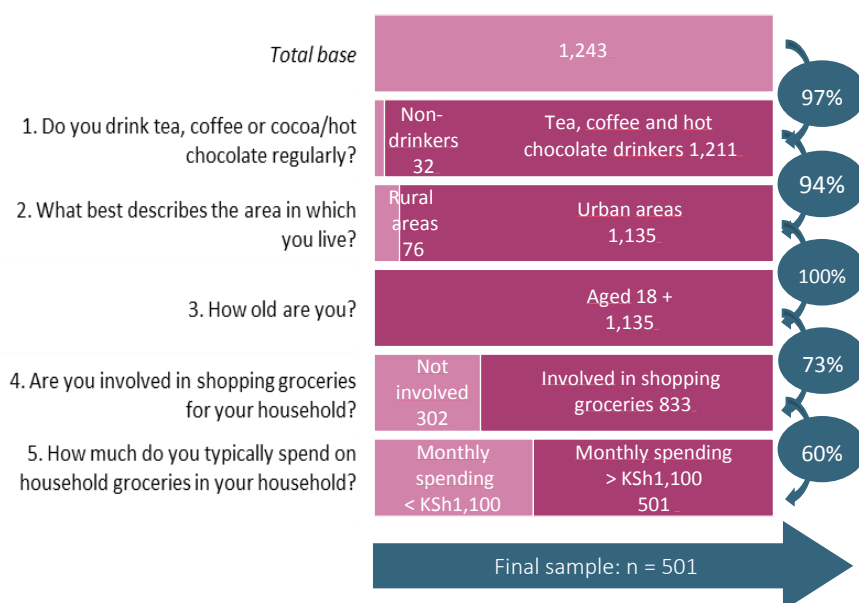 Total base
1,243
97%
1. Do you drink tea, coffee or cocoa/hot
chocolate regularly?
Non-
drinkers
32
Tea, coffee and hot
chocolate drinkers 1,211
94%
2. What best describes the area in which
you live?
Rural
areas
76
Urban areas
1,135
100%
3. How old are you?
Aged 18 +
1,135
73%
4. Are you involved in shopping groceries
for your household?
Not
involved
302
Involved in shopping
groceries 833
60%
5. How much do you typically spend on
household groceries in your household?
Monthly
spending
< KSh1,100
Monthly spending
> KSh1,100
501
Final sample: n = 501